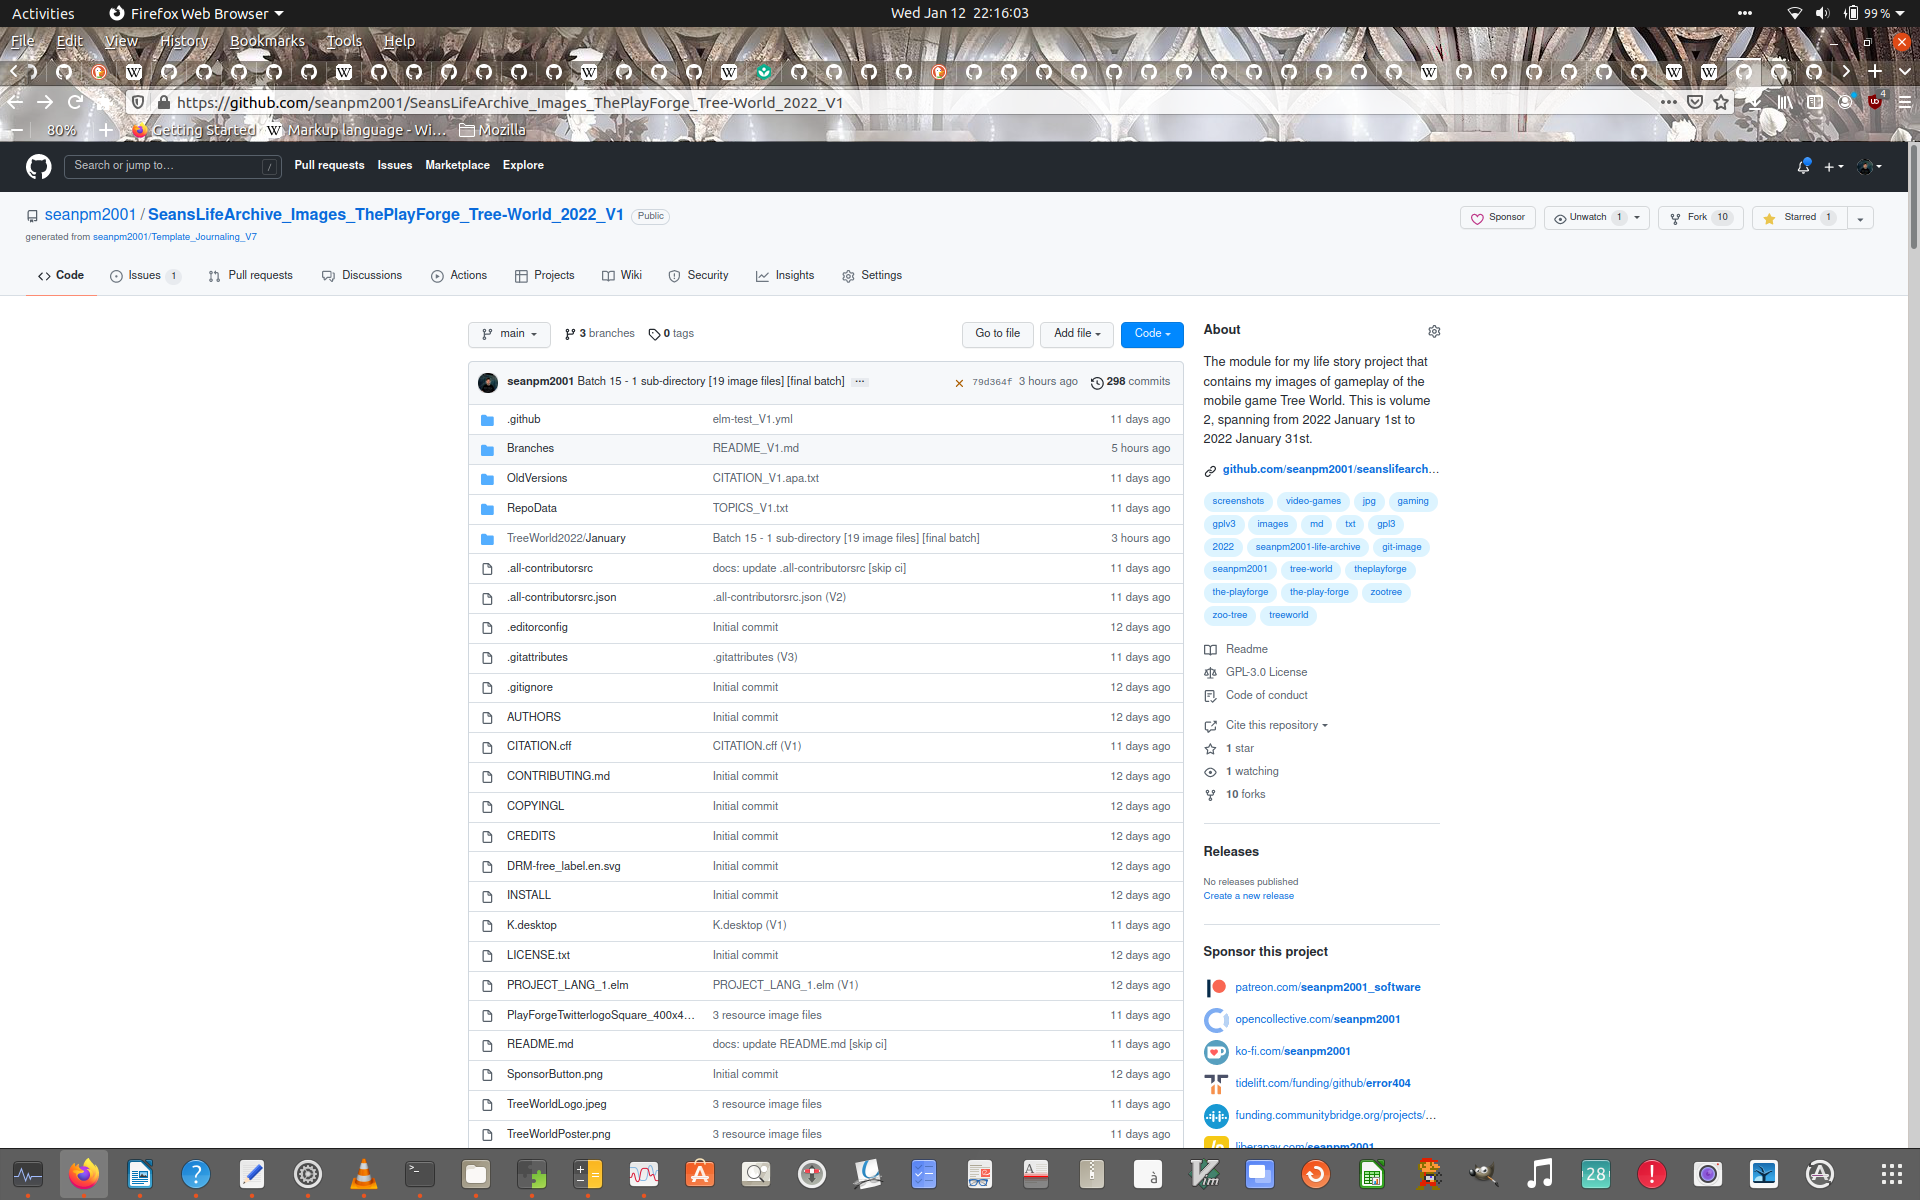 Activities Firefox Web Browser Wed Jan 12 22:16:03 99 %
File Edit View History Bookmarks Tools Help
https://github.com/seanpm2001/SeansLifeArchive_Images_ThePlayForge_Tree-World_2022_V1 4
80% Getting Started Markup language - Wi… Mozilla
Search or jump to… / Pull requests Issues Marketplace Explore
seanpm2001 / SeansLifeArchive_Images_ThePlayForge_Tree-World_2022_V1 Public Sponsor Unwatch 1 Fork 10 Starred 1
generated from seanpm2001/Template_Journaling_V7
Code Issues 1 Pull requests Discussions Actions Projects Wiki Security Insights Settings
main 3 branches 0 tags Go to file Add file Code
seanpm2001 Batch 15 - 1 sub-directory [19 image files] [final batch] … 79d364f 3 hours ago 298 commits
.github elm-test_V1.yml 11 days ago
Branches README_V1.md 5 hours ago
OldVersions CITATION_V1.apa.txt 11 days ago
RepoData TOPICS_V1.txt 11 days ago
TreeWorld2022/January Batch 15 - 1 sub-directory [19 image files] [final batch] 3 hours ago
.all-contributorsrc docs: update .all-contributorsrc [skip ci] 11 days ago
.all-contributorsrc.json .all-contributorsrc.json (V2) 11 days ago
.editorconfig Initial commit 12 days ago
.gitattributes .gitattributes (V3) 11 days ago
.gitignore Initial commit 12 days ago
AUTHORS Initial commit 12 days ago
CITATION.cff CITATION.cff (V1) 11 days ago
CONTRIBUTING.md Initial commit 12 days ago
COPYINGL Initial commit 12 days ago
CREDITS Initial commit 12 days ago
DRM-free_label.en.svg Initial commit 12 days ago
INSTALL Initial commit 12 days ago
K.desktop K.desktop (V1) 11 days ago
LICENSE.txt Initial commit 12 days ago
PROJECT_LANG_1.elm PROJECT_LANG_1.elm (V1) 12 days ago
PlayForgeTwitterlogoSquare_400x4… 3 resource image files 11 days ago
README.md docs: update README.md [skip ci] 11 days ago
SponsorButton.png Initial commit 12 days ago
TreeWorldLogo.jpeg 3 resource image files 11 days ago
TreeWorldPoster.png 3 resource image files 11 days ago
About
The module for my life story project that
contains my images of gameplay of the
mobile game Tree World. This is volume
2, spanning from 2022 January 1st to
2022 January 31st.
github.com/seanpm2001/seanslifearch…
screenshots video-games jpg gaming
gplv3 images md txt gpl3
2022 seanpm2001-life-archive git-image
seanpm2001 tree-world theplayforge
the-playforge the-play-forge zootree
zoo-tree treeworld
Readme
GPL-3.0 License
Code of conduct
Cite this repository
1 star
1 watching
10 forks
Releases
No releases published
Create a new release
Sponsor this project
patreon.com/seanpm2001_software
opencollective.com/seanpm2001
ko-fi.com/seanpm2001
tidelift.com/funding/github/error404
funding.communitybridge.org/projects/…
liberapay.com/seanpm2001
28